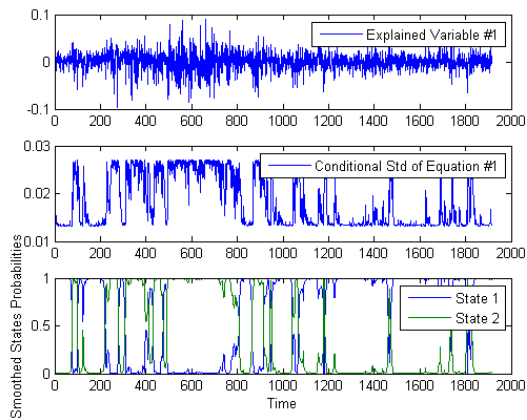 0.1
Explained Variable #1
0
-0.1
0 200 400 600 800 1000 1200 1400 1600 1800 2000
0.03
Conditional Std of Equation #1
0.02
0.01
0 200 400 600 800 1000 1200 1400 1600 1800 2000
Smoothed States Probabilities
1
State 1
State 2
0.5
0
0 200 400 600 800 1000 1200 1400 1600 1800 2000
Time